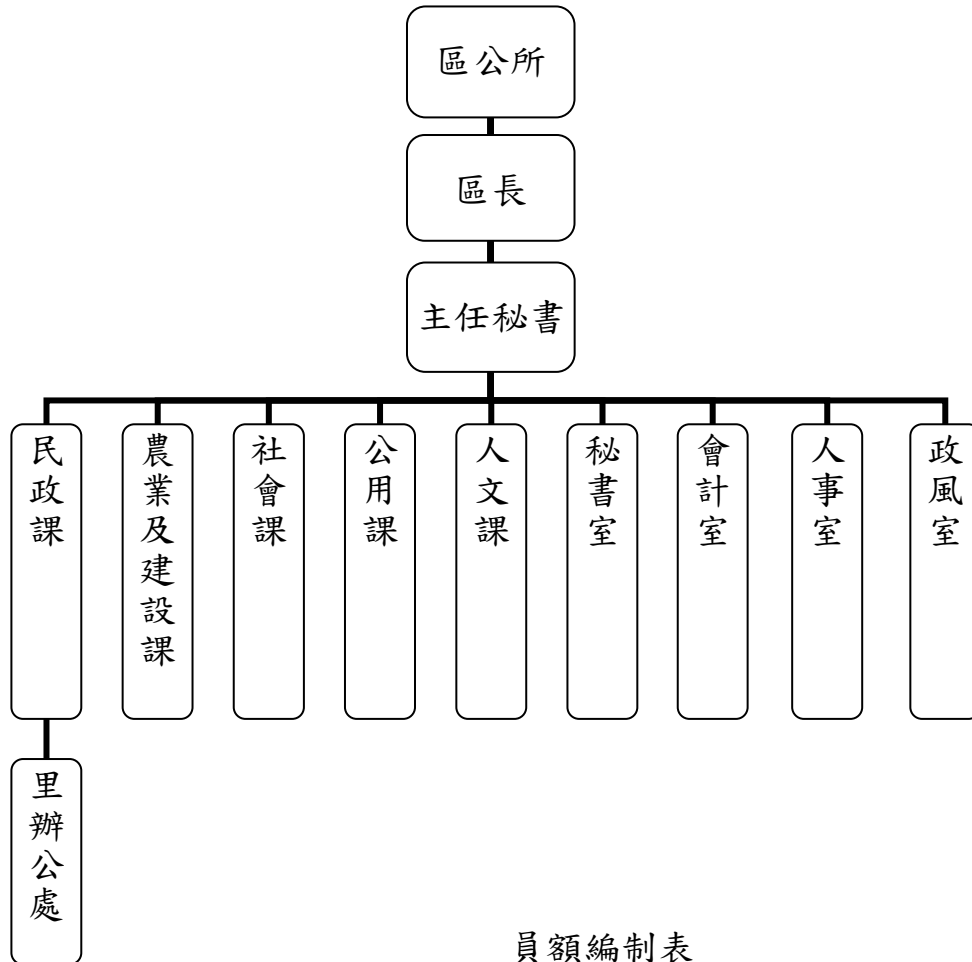 區公所
區長
主任秘書
民政課
農業及建設課
社會課
公用課
人文課
秘書室
會計室
人事室
政風室
里辦公處
員額編制表